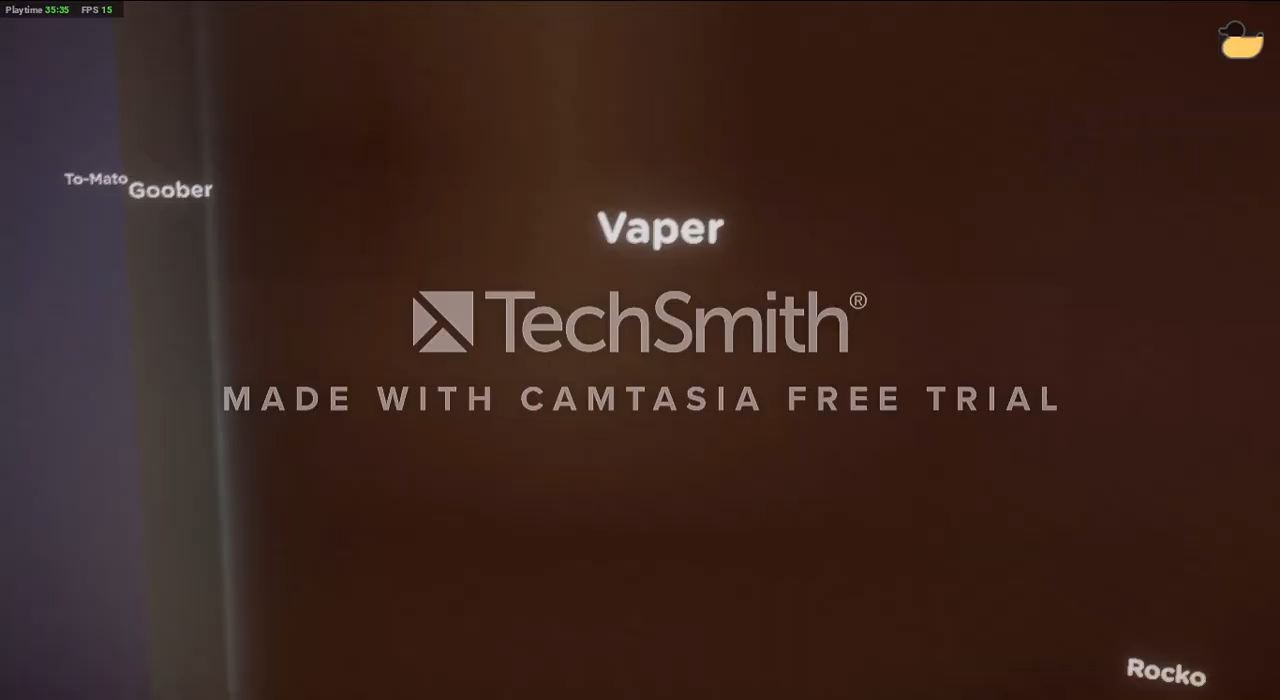 Playtime 35:35 FPS 15
To-Mato
Goober
Vaper
TechSmith®
MADE WITH CAMTASIA FREE TRIAL
Rocko